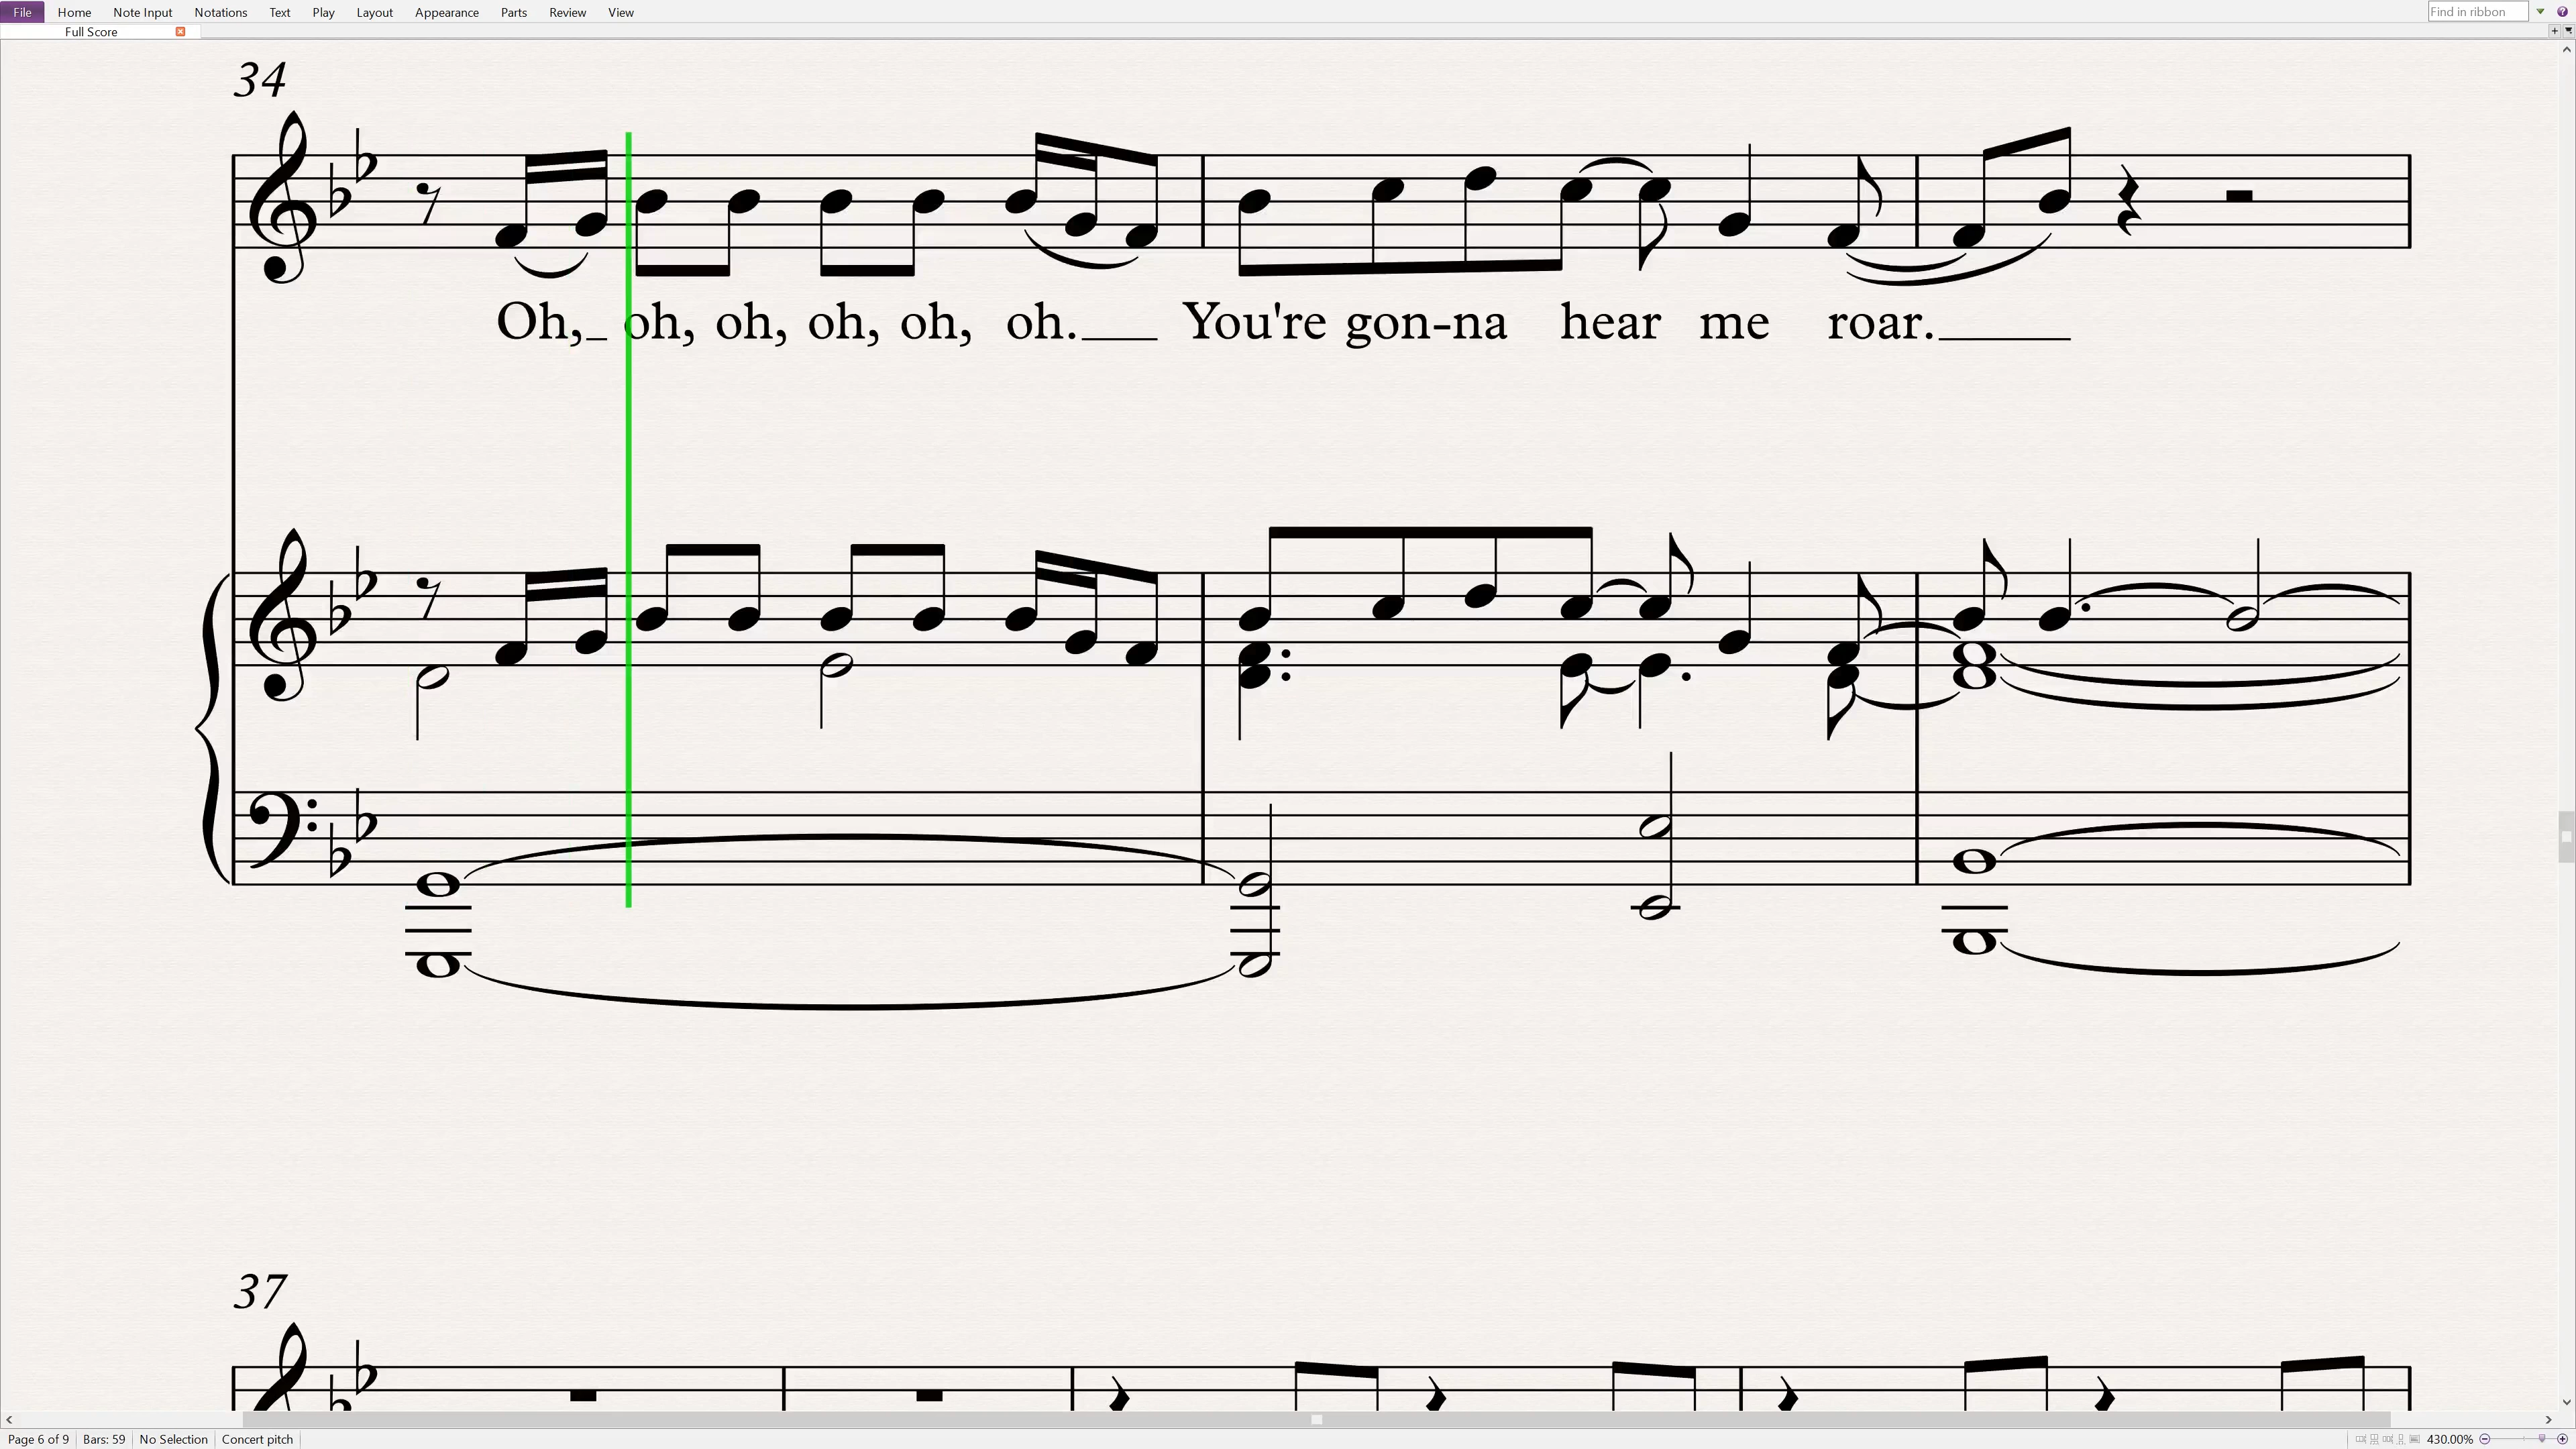 File Home Note Input Notations Text Play Layout Appearance Parts Review View Find in ribbon
Full Score
34
Oh,_ oh, oh, oh, oh, oh.___ You're gon-na hear me roar.____
37
Page 6 of 9 Bars: 59 No Selection Concert pitch 430.00%